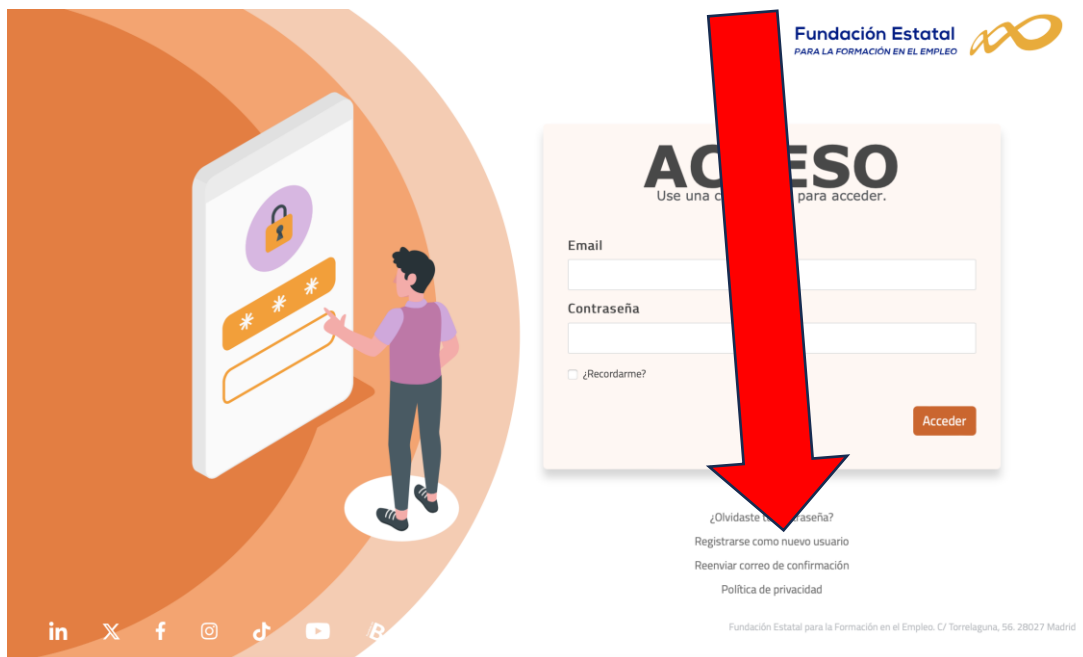 Fundación Estatal
PARA LA FORMACIÓN EN EL EMPLEO
ESO
Use una para acceder.
Email
Contraseña
¿Recordarme?
Acceder
¿Olvidaste
Registrarse como nuevo usuario
Reenviar correo de confirmación
Política de privacidad
Fundación Estatal para la Formación en el Empleo. C/ Torrelaguna, 56. 28027 Madrid